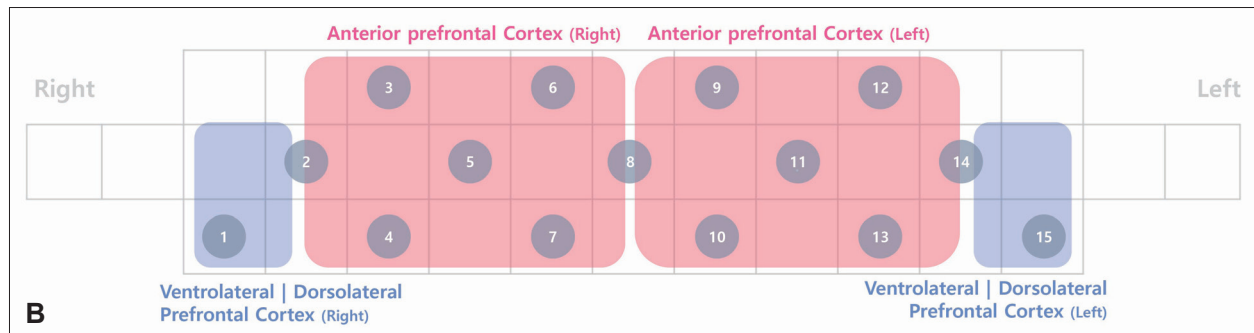 Anterior prefrontal Cortex (Right) Anterior prefrontal Cortex (Left)
Right
Left
3 6 9 12
2 5 8 11 14
1 4 7 10 13 15
Ventrolateral | Dorsolateral
Prefrontal Cortex (Right)
Ventrolateral | Dorsolateral
Prefrontal Cortex (Left)
B